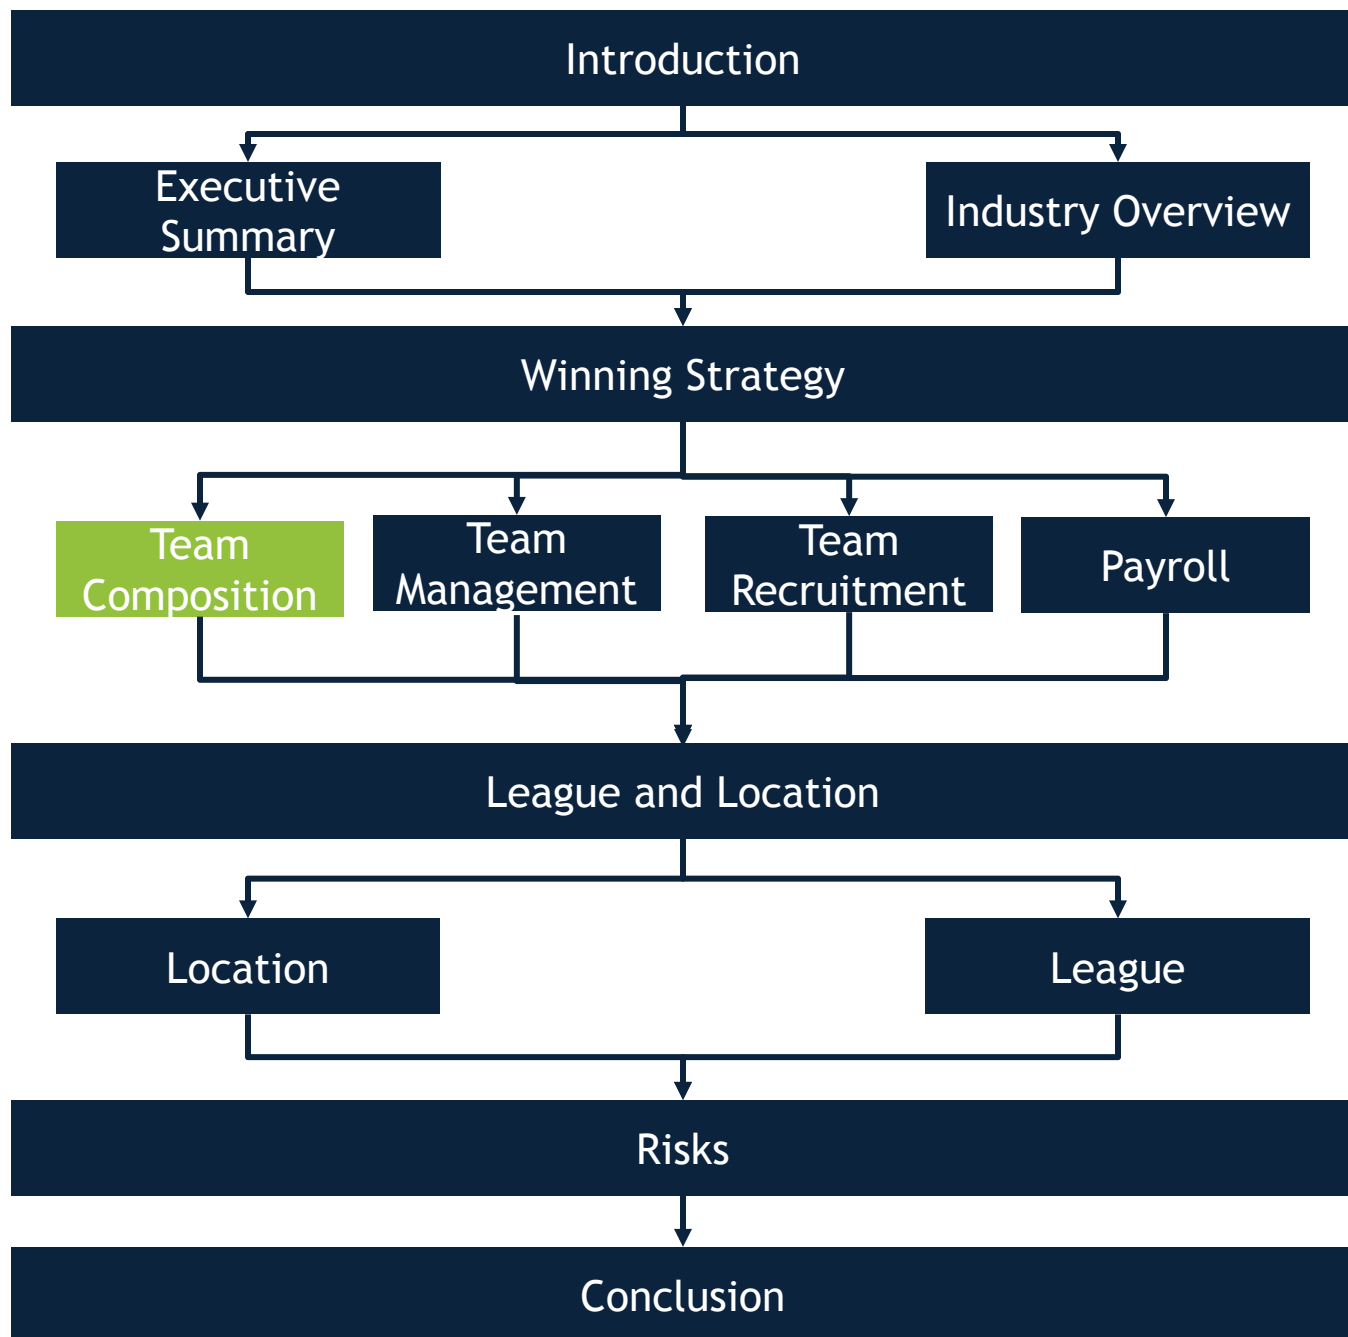 Introduction
Executive
Summary
Industry Overview
Winning Strategy
Team
Composition
Team
Management
Team
Recruitment
Payroll
League and Location
Location
League
Risks
Conclusion